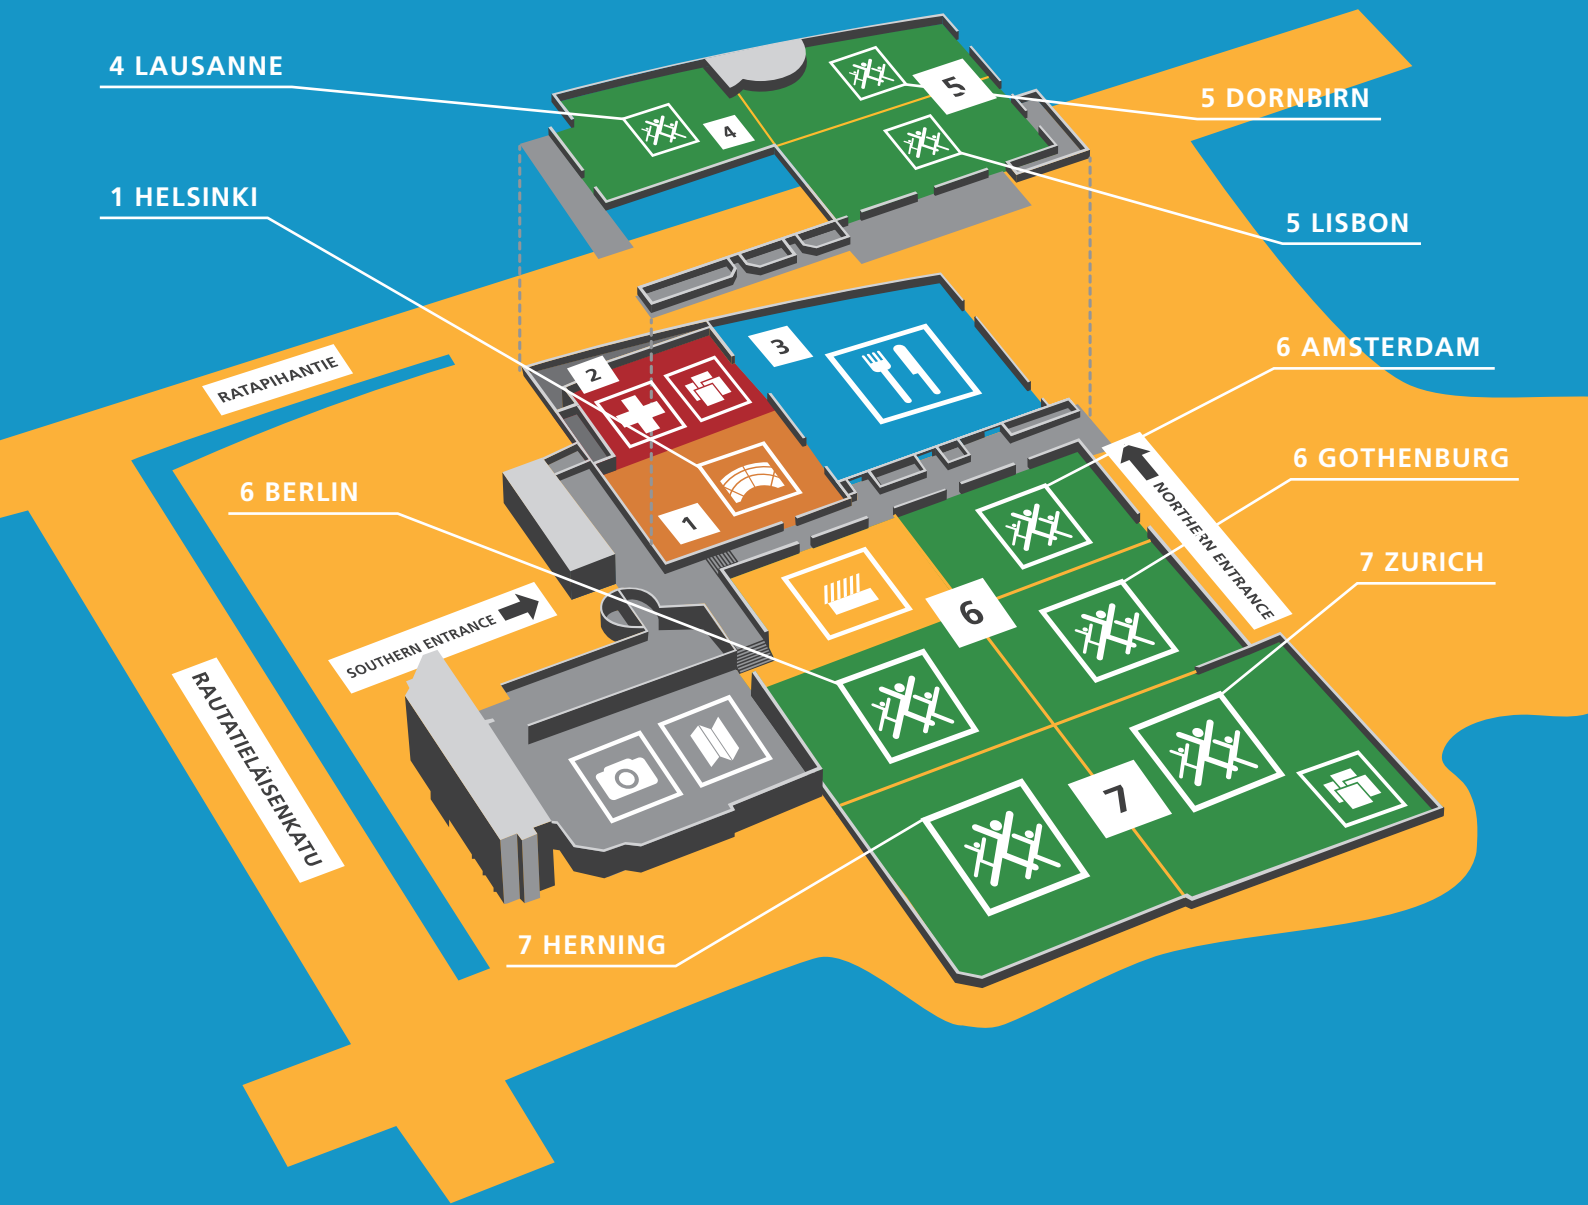 4 LAUSANNE
5
5 DORNBIRN
4
1 HELSINKI
5 LISBON
3
6 AMSTERDAM
RATAPIHANTIE
2
6 GOTHENBURG
6 BERLIN
1
NORTHERN ENTRANCE
7 ZURICH
6
SOUTHERN ENTRANCE
RAUTATIELÄISENKATU
7
7 HERNING